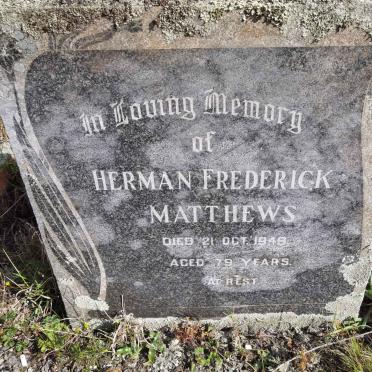 In Loving Memory
of
HERMAN FREDERICK
MATTHEWS
DIED 21 OCT. 1948
AGED 79 YEARS.
AT REST